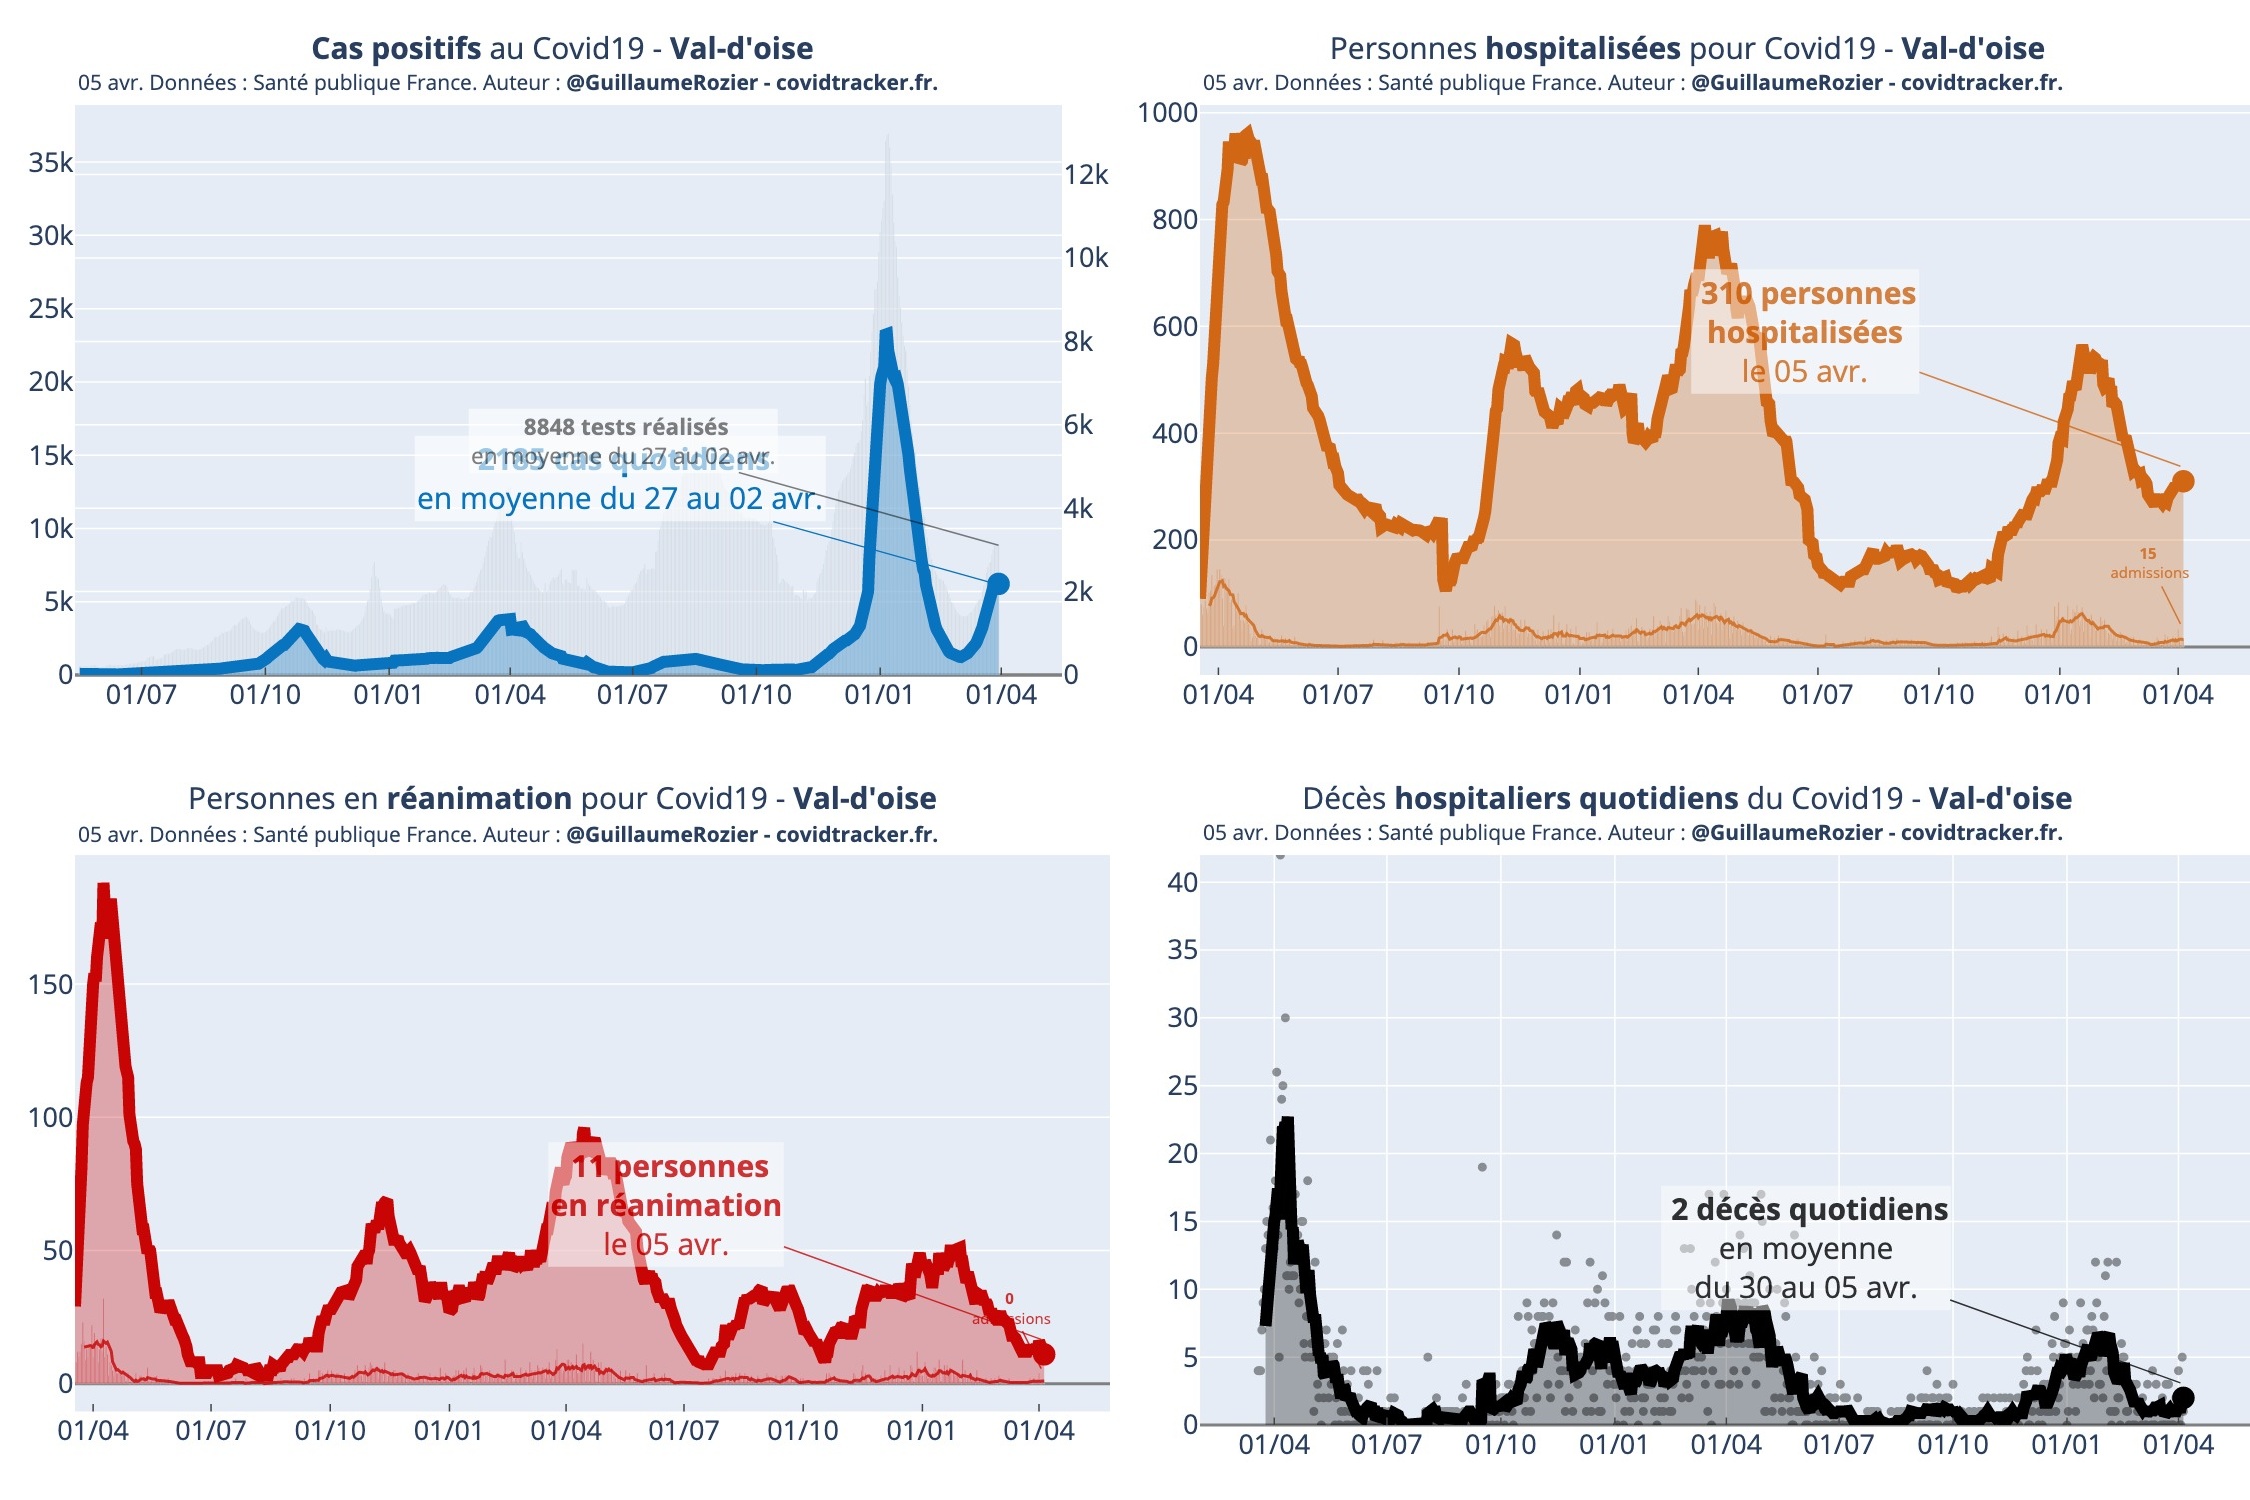 Cas positifs au Covid19 - Val-d'oise
05 avr. Données : Santé publique France. Auteur : @GuillaumeRozier - covidtracker.fr.
35k
30k
25k
20k
15k
10k
5k
0
12k
10k
8k
6k
4k
2k
0
8848 tests réalisés
en moyenne du 27 au 02 avr.
2185 cas quotidiens
en moyenne du 27 au 02 avr.
01/07 01/10 01/01 01/04 01/07 01/10 01/01 01/04
Personnes hospitalisées pour Covid19 - Val-d'oise
05 avr. Données : Santé publique France. Auteur : @GuillaumeRozier - covidtracker.fr.
1000
800
600
400
200
0
310 personnes
hospitalisées
le 05 avr.
15
admissions
01/04 01/07 01/10 01/01 01/04 01/07 01/10 01/01 01/04
Personnes en réanimation pour Covid19 - Val-d'oise
05 avr. Données : Santé publique France. Auteur : @GuillaumeRozier - covidtracker.fr.
150
100
50
0
11 personnes
en réanimation
le 05 avr.
0
admissions
01/04 01/07 01/10 01/01 01/04 01/07 01/10 01/01 01/04
Décès hospitaliers quotidiens du Covid19 - Val-d'oise
05 avr. Données : Santé publique France. Auteur : @GuillaumeRozier - covidtracker.fr.
40
35
30
25
20
15
10
5
0
2 décès quotidiens
en moyenne
du 30 au 05 avr.
01/04 01/07 01/10 01/01 01/04 01/07 01/10 01/01 01/04